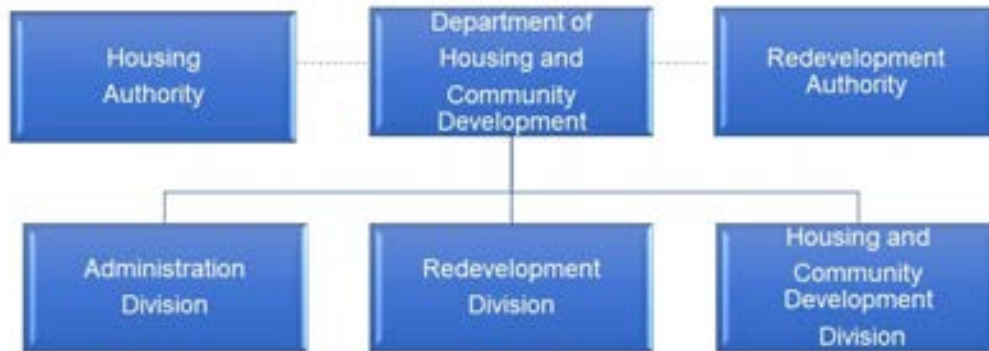 Housing
Authority
Department of
Housing and
Community
Development
Redevelopment
Authority
Administration
Division
Redevelopment
Division
Housing and
Community
Development
Division